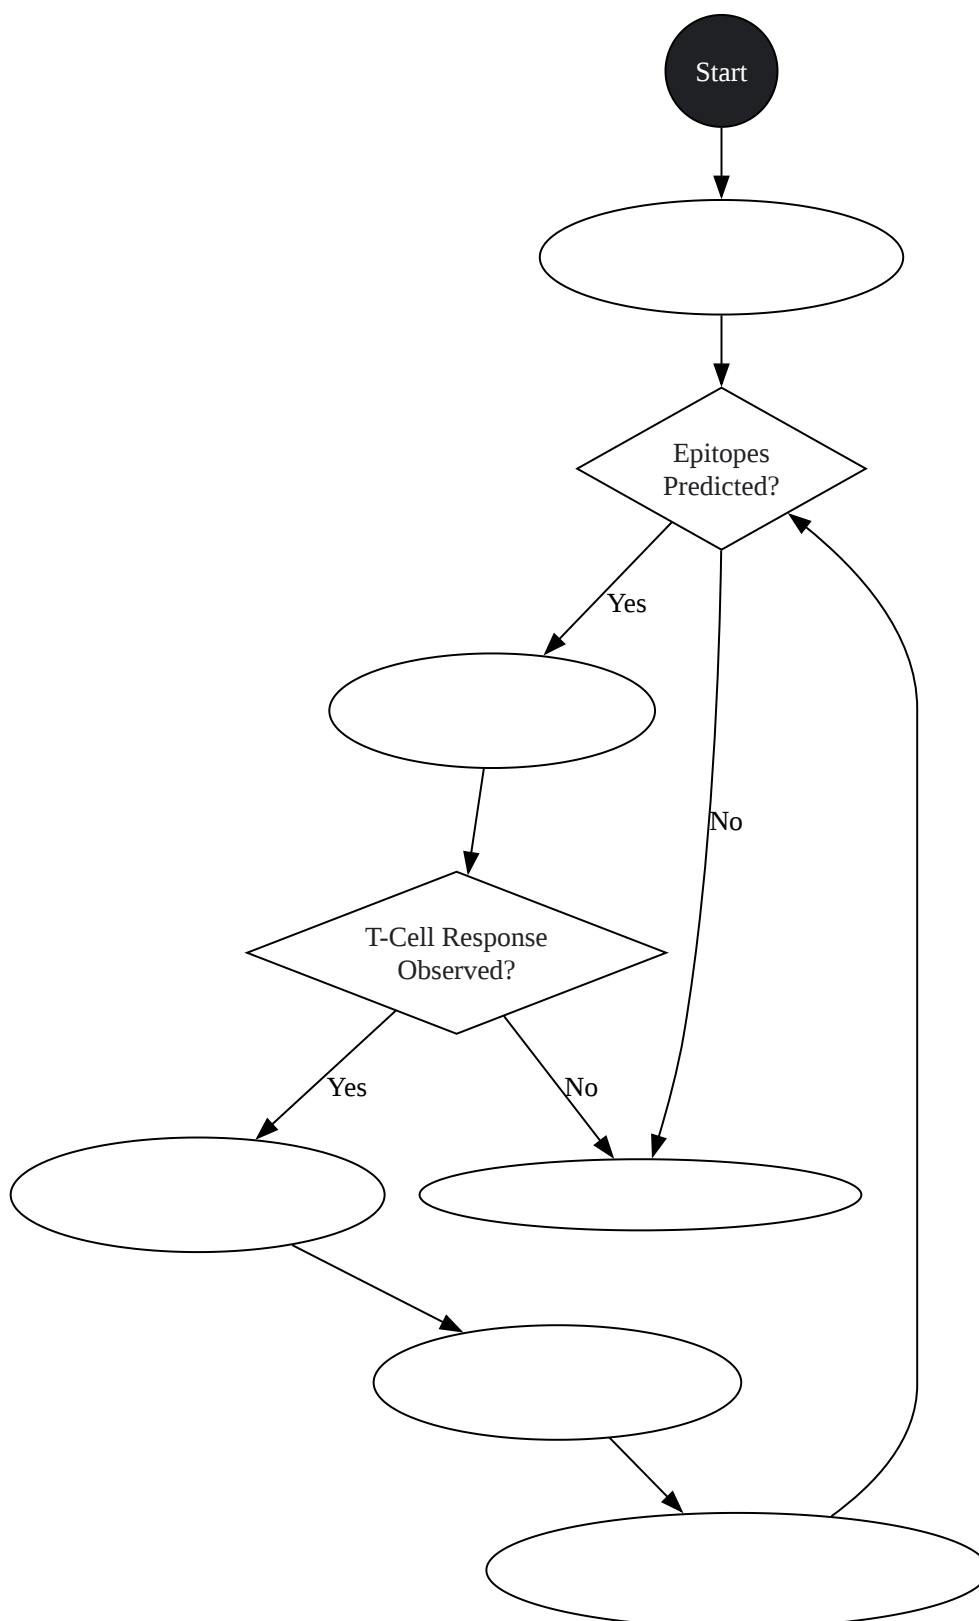 Start
Epitopes
Predicted?
Yes
No
T-Cell Response
Observed?
Yes
No